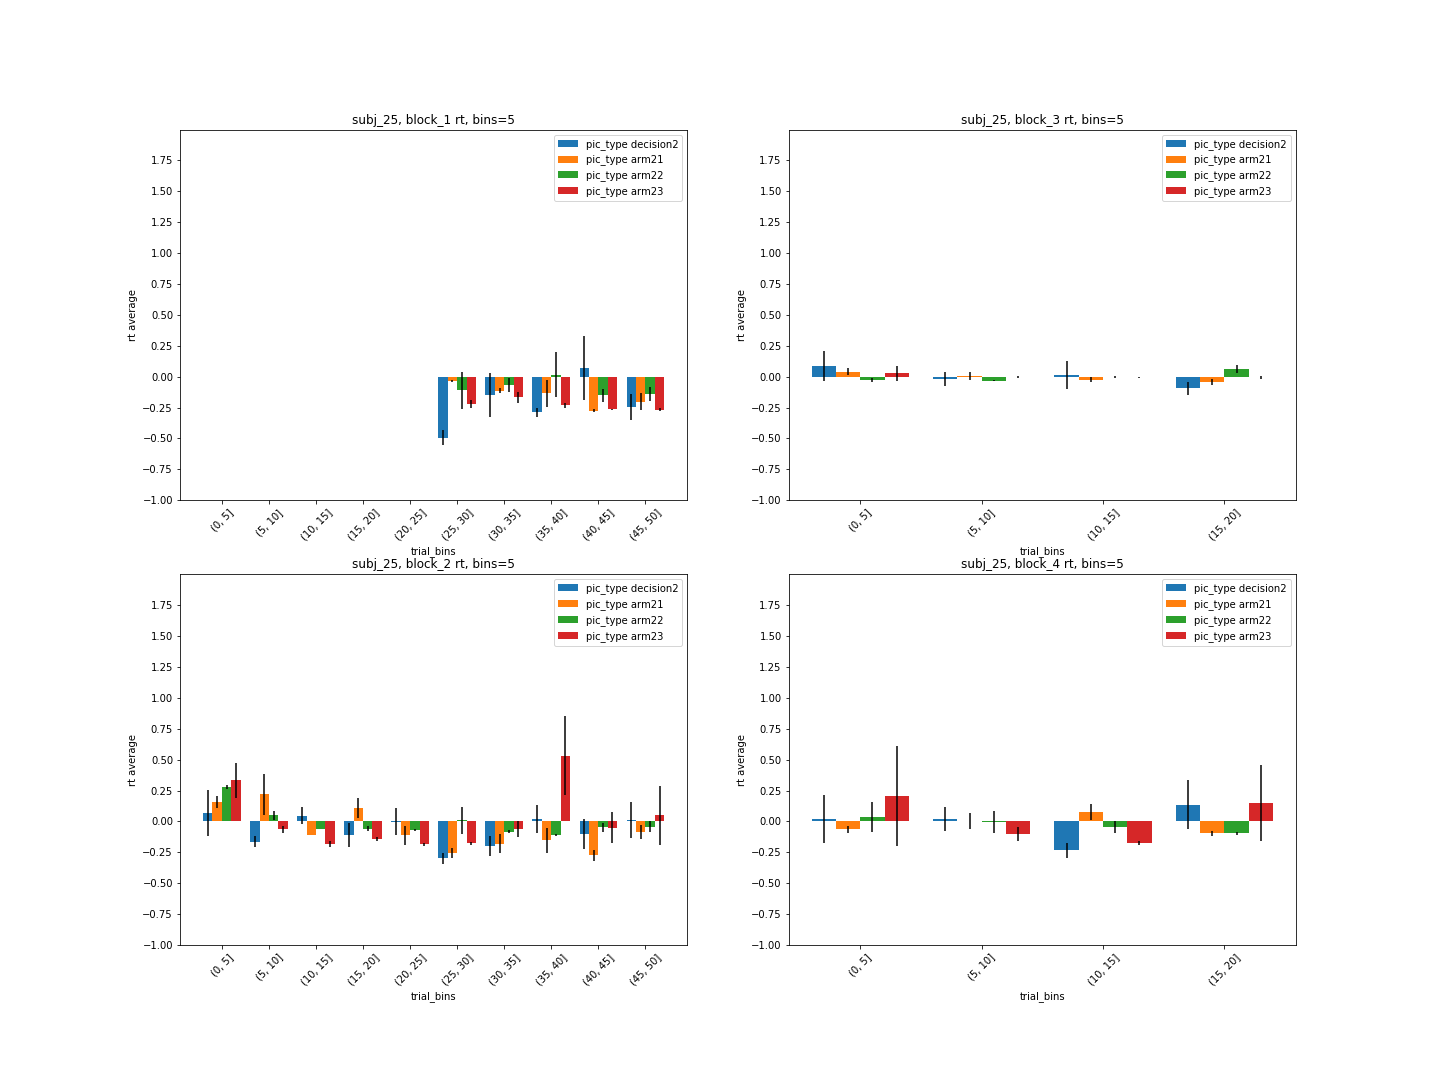 subj_25, block_1 rt, bins=5
pic_type decision2
pic_type arm21
pic_type arm22
pic_type arm23
1.75
1.50
1.25
1.00
0.75
0.50
0.25
0.00
−0.25
−0.50
−0.75
−1.00
rt average
(0, 5]
(5, 10]
(10, 15]
(15, 20]
(20, 25]
(25, 30]
(30, 35]
(35, 40]
(40, 45]
(45, 50]
trial_bins
subj_25, block_3 rt, bins=5
pic_type decision2
pic_type arm21
pic_type arm22
pic_type arm23
1.75
1.50
1.25
1.00
0.75
0.50
0.25
0.00
−0.25
−0.50
−0.75
−1.00
rt average
(0, 5]
(5, 10]
(10, 15]
(15, 20]
trial_bins
subj_25, block_2 rt, bins=5
pic_type decision2
pic_type arm21
pic_type arm22
pic_type arm23
1.75
1.50
1.25
1.00
0.75
0.50
0.25
0.00
−0.25
−0.50
−0.75
−1.00
rt average
(0, 5]
(5, 10]
(10, 15]
(15, 20]
(20, 25]
(25, 30]
(30, 35]
(35, 40]
(40, 45]
(45, 50]
trial_bins
subj_25, block_4 rt, bins=5
pic_type decision2
pic_type arm21
pic_type arm22
pic_type arm23
1.75
1.50
1.25
1.00
0.75
0.50
0.25
0.00
−0.25
−0.50
−0.75
−1.00
rt average
(0, 5]
(5, 10]
(10, 15]
(15, 20]
trial_bins